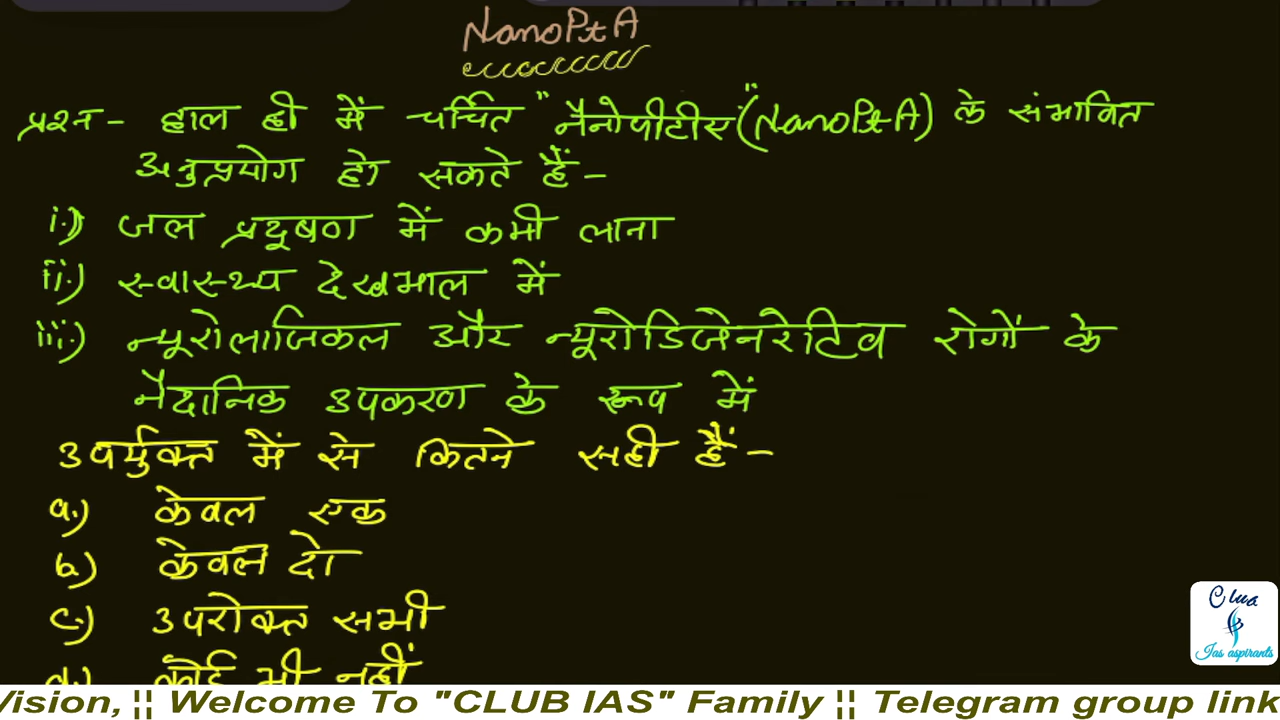 NanoPtA
प्रश्न - हाल ही में चर्चित "नैनोपीटीए" (NanoPtA) के संभावित
अनुप्रयोग हो सकते हैं -
i.) जल प्रदूषण में कमी लाना
ii.) स्वास्थ्य देखभाल में
iii.) न्यूरोलाजिकल और न्यूरोडिजेनरेटिव रोगों के
नैदानिक उपकरण के रूप में
उपर्युक्त में से कितने सही हैं -
a.) केवल एक
b.) केवल दो
c.) उपरोक्त सभी
d.) कोई भी नहीं
Club
Ias aspirants
Vision, || Welcome To "CLUB IAS" Family || Telegram group link